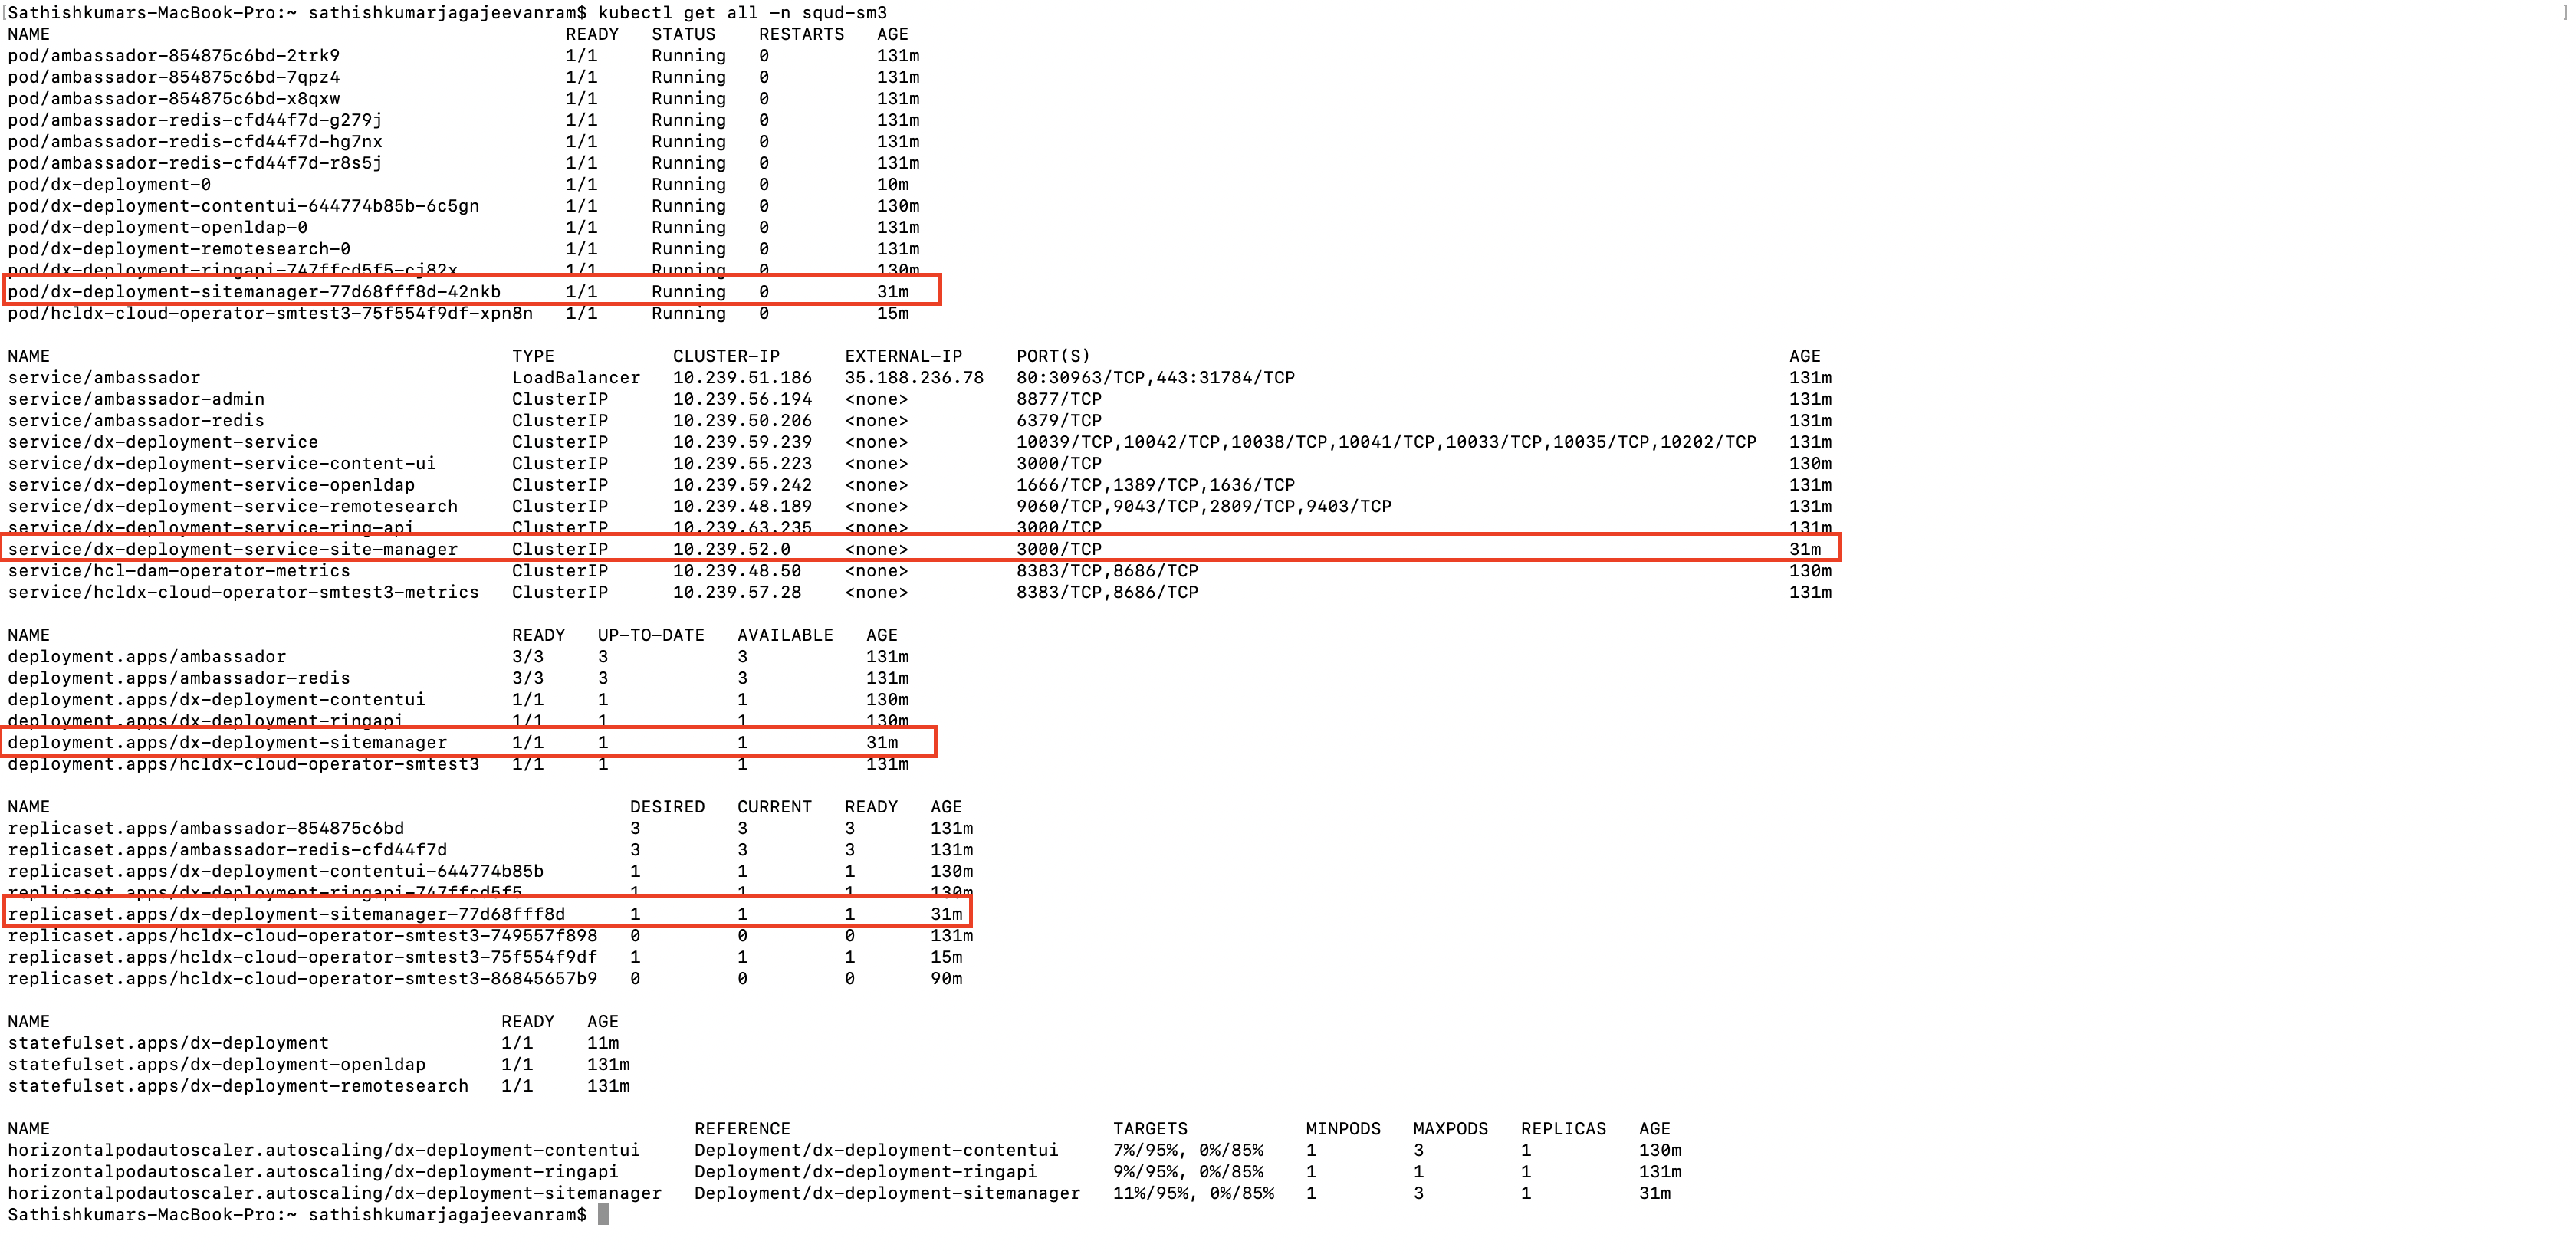 [Sathishkumars-MacBook-Pro:~ sathishkumarjagajeevanram$ kubectl get all -n squd-sm3 ]
NAME READY STATUS RESTARTS AGE
pod/ambassador-854875c6bd-2trk9 1/1 Running 0 131m
pod/ambassador-854875c6bd-7qpz4 1/1 Running 0 131m
pod/ambassador-854875c6bd-x8qxw 1/1 Running 0 131m
pod/ambassador-redis-cfd44f7d-g279j 1/1 Running 0 131m
pod/ambassador-redis-cfd44f7d-hg7nx 1/1 Running 0 131m
pod/ambassador-redis-cfd44f7d-r8s5j 1/1 Running 0 131m
pod/dx-deployment-0 1/1 Running 0 10m
pod/dx-deployment-contentui-644774b85b-6c5gn 1/1 Running 0 130m
pod/dx-deployment-openldap-0 1/1 Running 0 131m
pod/dx-deployment-remotesearch-0 1/1 Running 0 131m
pod/dx-deployment-ringapi-747ffcd5f5-cj82x 1/1 Running 0 130m
pod/dx-deployment-sitemanager-77d68fff8d-42nkb 1/1 Running 0 31m
pod/hcldx-cloud-operator-smtest3-75f554f9df-xpn8n 1/1 Running 0 15m
NAME TYPE CLUSTER-IP EXTERNAL-IP PORT(S) AGE
service/ambassador LoadBalancer 10.239.51.186 35.188.236.78 80:30963/TCP,443:31784/TCP 131m
service/ambassador-admin ClusterIP 10.239.56.194 <none> 8877/TCP 131m
service/ambassador-redis ClusterIP 10.239.50.206 <none> 6379/TCP 131m
service/dx-deployment-service ClusterIP 10.239.59.239 <none> 10039/TCP,10042/TCP,10038/TCP,10041/TCP,10033/TCP,10035/TCP,10202/TCP 131m
service/dx-deployment-service-content-ui ClusterIP 10.239.55.223 <none> 3000/TCP 130m
service/dx-deployment-service-openldap ClusterIP 10.239.59.242 <none> 1666/TCP,1389/TCP,1636/TCP 131m
service/dx-deployment-service-remotesearch ClusterIP 10.239.48.189 <none> 9060/TCP,9043/TCP,2809/TCP,9403/TCP 131m
service/dx-deployment-service-ring-api ClusterIP 10.239.63.235 <none> 3000/TCP 131m
service/dx-deployment-service-site-manager ClusterIP 10.239.52.0 <none> 3000/TCP 31m
service/hcl-dam-operator-metrics ClusterIP 10.239.48.50 <none> 8383/TCP,8686/TCP 130m
service/hcldx-cloud-operator-smtest3-metrics ClusterIP 10.239.57.28 <none> 8383/TCP,8686/TCP 131m
NAME READY UP-TO-DATE AVAILABLE AGE
deployment.apps/ambassador 3/3 3 3 131m
deployment.apps/ambassador-redis 3/3 3 3 131m
deployment.apps/dx-deployment-contentui 1/1 1 1 130m
deployment.apps/dx-deployment-ringapi 1/1 1 1 130m
deployment.apps/dx-deployment-sitemanager 1/1 1 1 31m
deployment.apps/hcldx-cloud-operator-smtest3 1/1 1 1 131m
NAME DESIRED CURRENT READY AGE
replicaset.apps/ambassador-854875c6bd 3 3 3 131m
replicaset.apps/ambassador-redis-cfd44f7d 3 3 3 131m
replicaset.apps/dx-deployment-contentui-644774b85b 1 1 1 130m
replicaset.apps/dx-deployment-ringapi-747ffcd5f5 1 1 1 130m
replicaset.apps/dx-deployment-sitemanager-77d68fff8d 1 1 1 31m
replicaset.apps/hcldx-cloud-operator-smtest3-749557f898 0 0 0 131m
replicaset.apps/hcldx-cloud-operator-smtest3-75f554f9df 1 1 1 15m
replicaset.apps/hcldx-cloud-operator-smtest3-86845657b9 0 0 0 90m
NAME READY AGE
statefulset.apps/dx-deployment 1/1 11m
statefulset.apps/dx-deployment-openldap 1/1 131m
statefulset.apps/dx-deployment-remotesearch 1/1 131m
NAME REFERENCE TARGETS MINPODS MAXPODS REPLICAS AGE
horizontalpodautoscaler.autoscaling/dx-deployment-contentui Deployment/dx-deployment-contentui 7%/95%, 0%/85% 1 3 1 130m
horizontalpodautoscaler.autoscaling/dx-deployment-ringapi Deployment/dx-deployment-ringapi 9%/95%, 0%/85% 1 1 1 131m
horizontalpodautoscaler.autoscaling/dx-deployment-sitemanager Deployment/dx-deployment-sitemanager 11%/95%, 0%/85% 1 3 1 31m
Sathishkumars-MacBook-Pro:~ sathishkumarjagajeevanram$